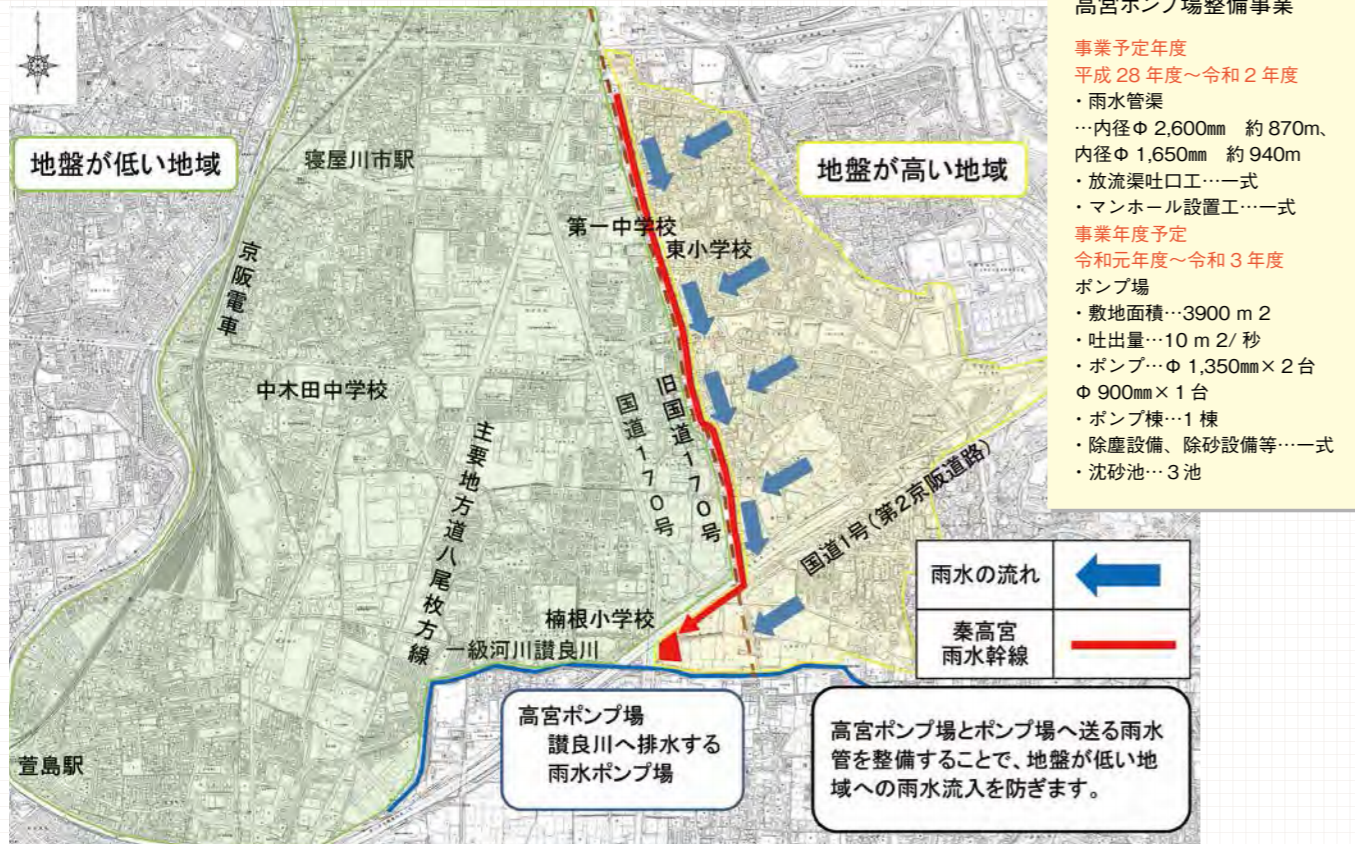 高宮ポンプ場整備事業
事業予定年度
平成 28 年度～令和 2 年度
・雨水管渠
…内径Φ 2,600㎜　約 870m、
内径Φ 1,650㎜　約 940m
・放流渠吐口工…一式
・マンホール設置工…一式
事業年度予定
令和元年度～令和 3 年度
ポンプ場
・敷地面積…3900 m 2
・吐出量…10 m 2/ 秒
・ポンプ…Φ 1,350㎜× 2 台
Φ 900㎜× 1 台
・ポンプ棟…1 棟
・除塵設備、除砂設備等…一式
・沈砂池… 3 池
地盤が低い地域
寝屋川市駅
地盤が高い地域
第一中学校
東小学校
京阪電車
中木田中学校
旧国道170号
国道170号
主要地方道八尾枚方線
国道1号（第2京阪道路）
楠根小学校
一級河川讃良川
萱島駅
雨水の流れ
秦高宮
雨水幹線
高宮ポンプ場
讃良川へ排水する
雨水ポンプ場
高宮ポンプ場とポンプ場へ送る雨水
管を整備することで、地盤が低い地
域への雨水流入を防ぎます。